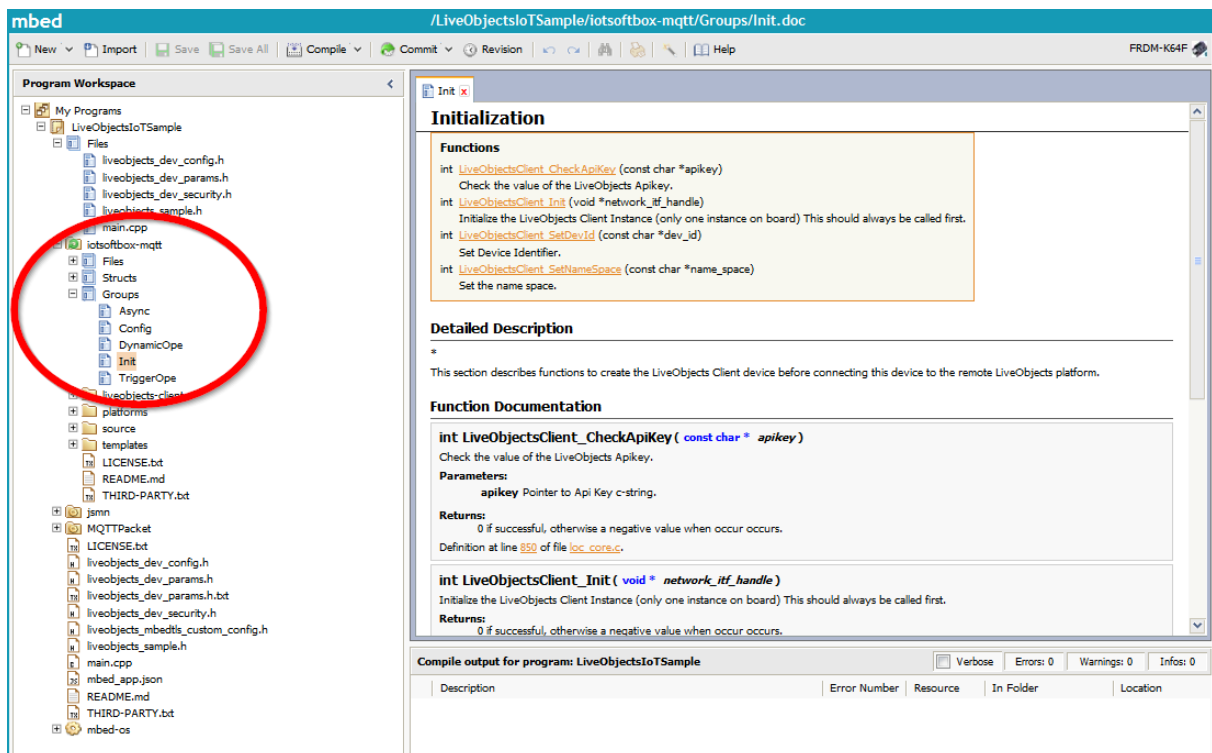 mbed
/LiveObjectsIoTSample/iotsoftbox-mqtt/Groups/Init.doc
New Import Save Save All Compile Commit Revision Help FRDM-K64F
Program Workspace
My Programs
LiveObjectsIoTSample
Files
liveobjects_dev_config.h
liveobjects_dev_params.h
liveobjects_dev_security.h
liveobjects_sample.h
main.cpp
iotsoftbox-mqtt
Files
Structs
Groups
Async
Config
DynamicOpe
Init
TriggerOpe
liveobjects-client
platforms
source
templates
LICENSE.txt
README.md
THIRD-PARTY.txt
jsmn
MQTTPacket
LICENSE.txt
liveobjects_dev_config.h
liveobjects_dev_params.h
liveobjects_dev_params.h.txt
liveobjects_dev_security.h
liveobjects_mbedtls_custom_config.h
liveobjects_sample.h
main.cpp
mbed_app.json
README.md
THIRD-PARTY.txt
mbed-os
Init
Initialization
Functions
int LiveObjectsClient_CheckApiKey (const char *apikey)
Check the value of the LiveObjects Apikey.
int LiveObjectsClient_Init (void *network_itf_handle)
Initialize the LiveObjects Client Instance (only one instance on board) This should always be called first.
int LiveObjectsClient_SetDevId (const char *dev_id)
Set Device Identifier.
int LiveObjectsClient_SetNameSpace (const char *name_space)
Set the name space.
Detailed Description
*
This section describes functions to create the LiveObjects Client device before connecting this device to the remote LiveObjects platform.
Function Documentation
int LiveObjectsClient_CheckApiKey ( const char * apikey )
Check the value of the LiveObjects Apikey.
Parameters:
apikey Pointer to Api Key c-string.
Returns:
0 if successful, otherwise a negative value when occur occurs.
Definition at line 850 of file loc_core.c.
int LiveObjectsClient_Init ( void * network_itf_handle )
Initialize the LiveObjects Client Instance (only one instance on board) This should always be called first.
Returns:
0 if successful, otherwise a negative value when occur occurs.
Compile output for program: LiveObjectsIoTSample Verbose Errors: 0 Warnings: 0 Infos: 0
Description Error Number Resource In Folder Location